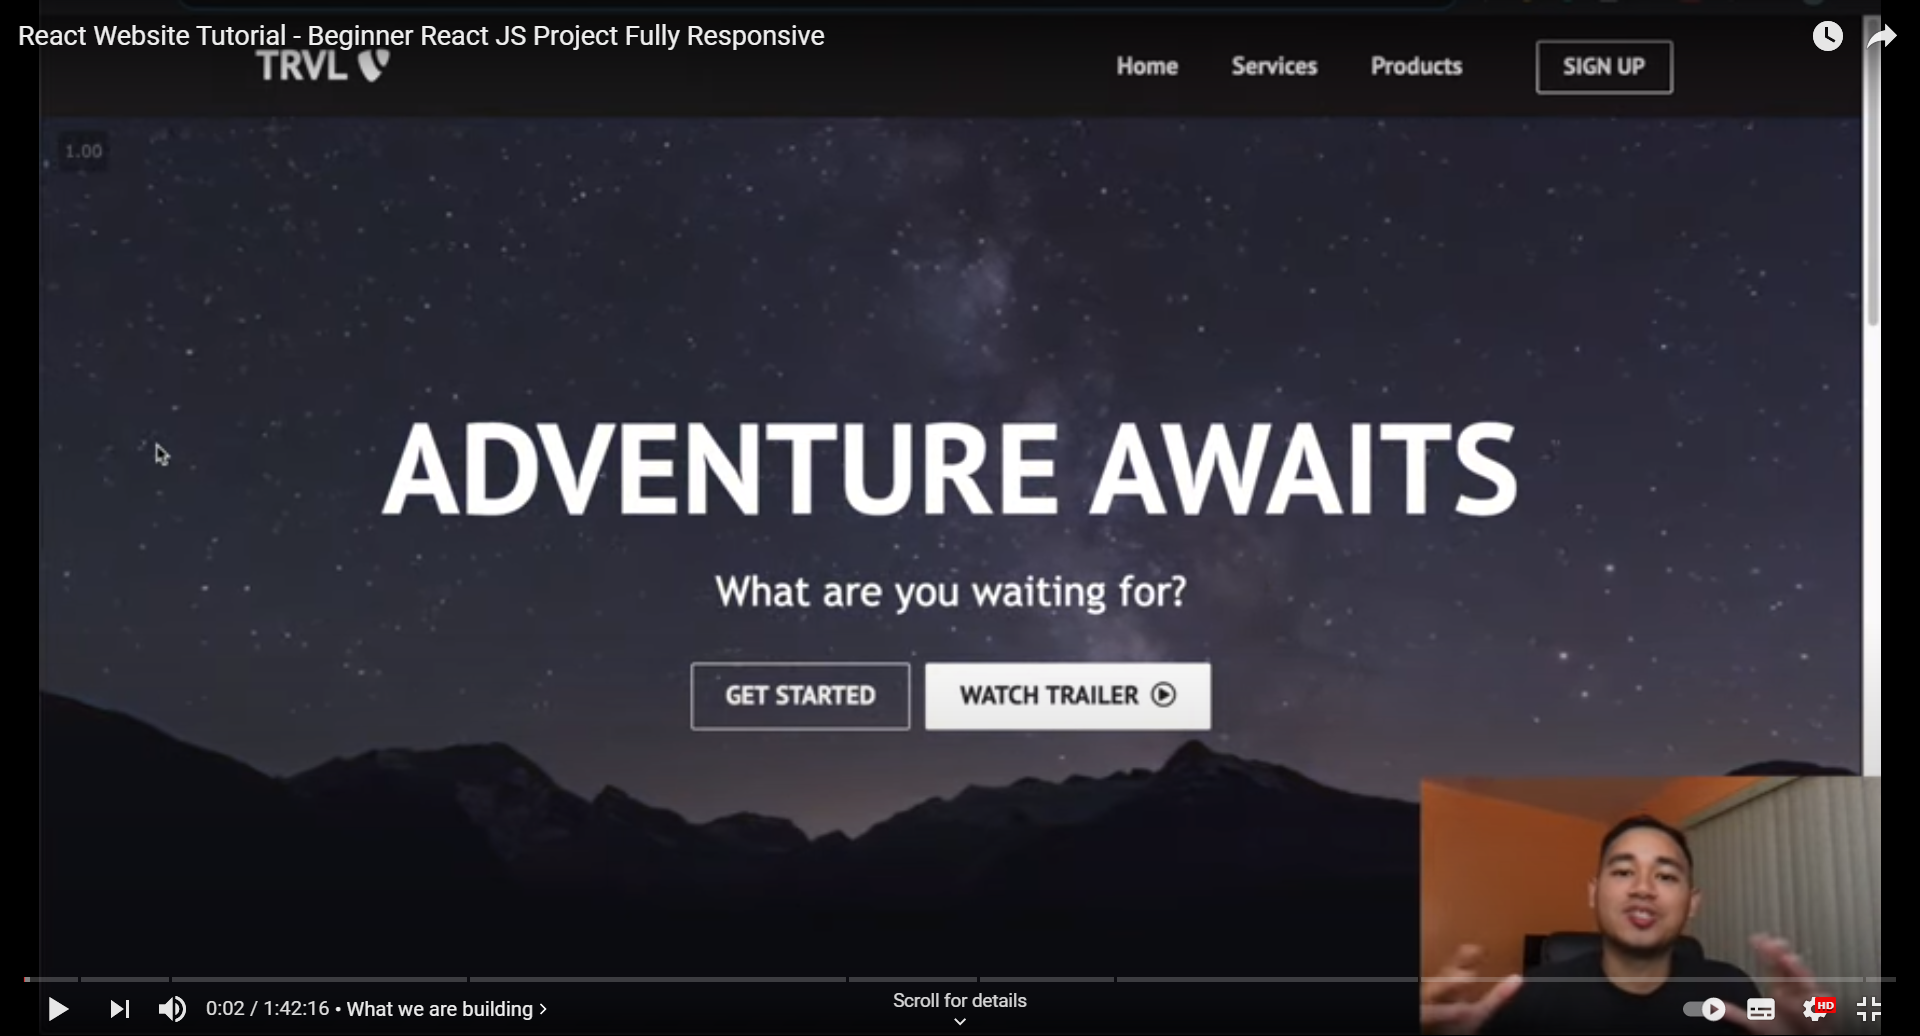 React Website Tutorial - Beginner React JS Project Fully Responsive
TRVL
Home Services Products SIGN UP
1.00
ADVENTURE AWAITS
What are you waiting for?
GET STARTED WATCH TRAILER
Scroll for details
0:02 / 1:42:16 • What we are building
HD